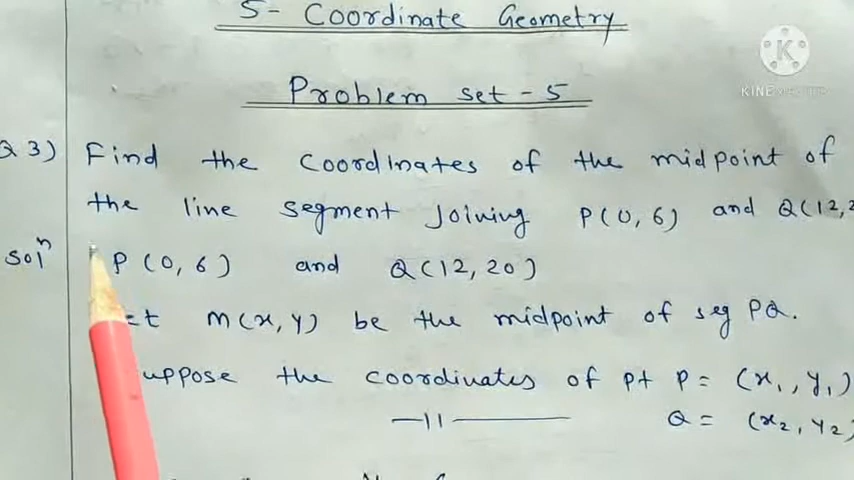 5- Coordinate Geometry
Problem set - 5
Q 3) Find the coordinates of the midpoint of
the line segment Joining P(0, 6) and Q(12, 2
Solⁿ P (0, 6) and Q (12, 20)
M(x, y) be the midpoint of seg PQ.
uppose the coordinates of pt P = (x₁, y₁)
—11— Q = (x₂, y₂)
KINEMASTER